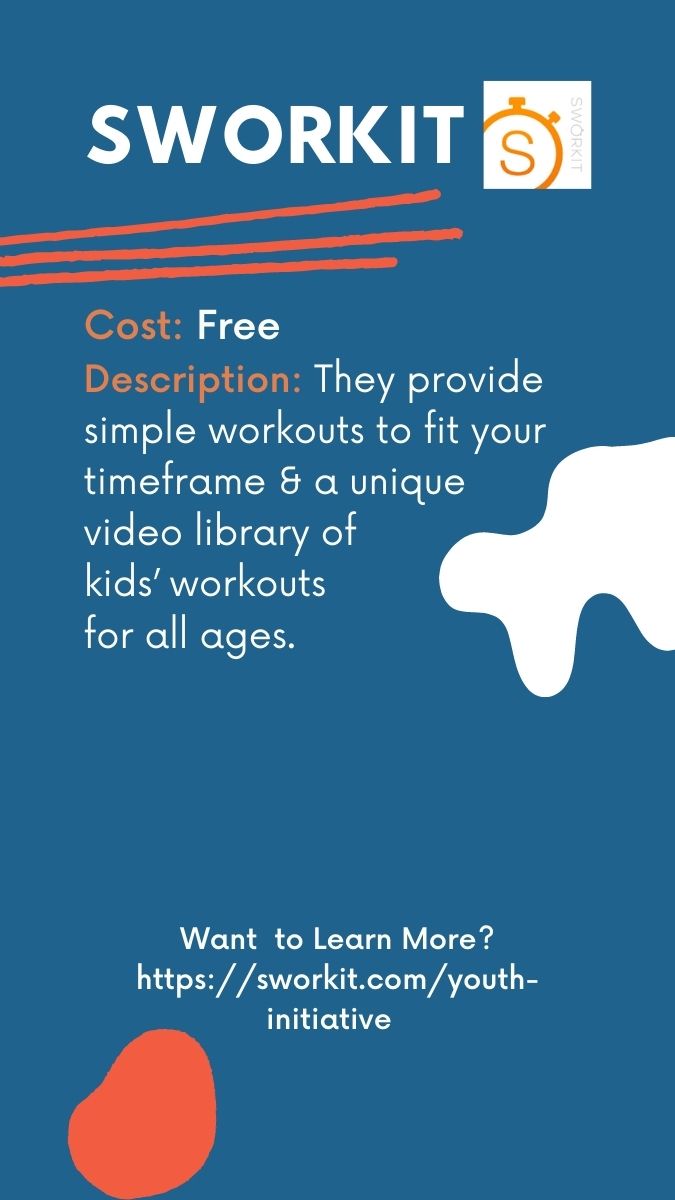 SWORKIT
S
SWORKIT
Cost: Free
Description: They provide
simple workouts to fit your
timeframe & a unique
video library of
kids’ workouts
for all ages.
Want  to Learn More?
https://sworkit.com/youth-
initiative